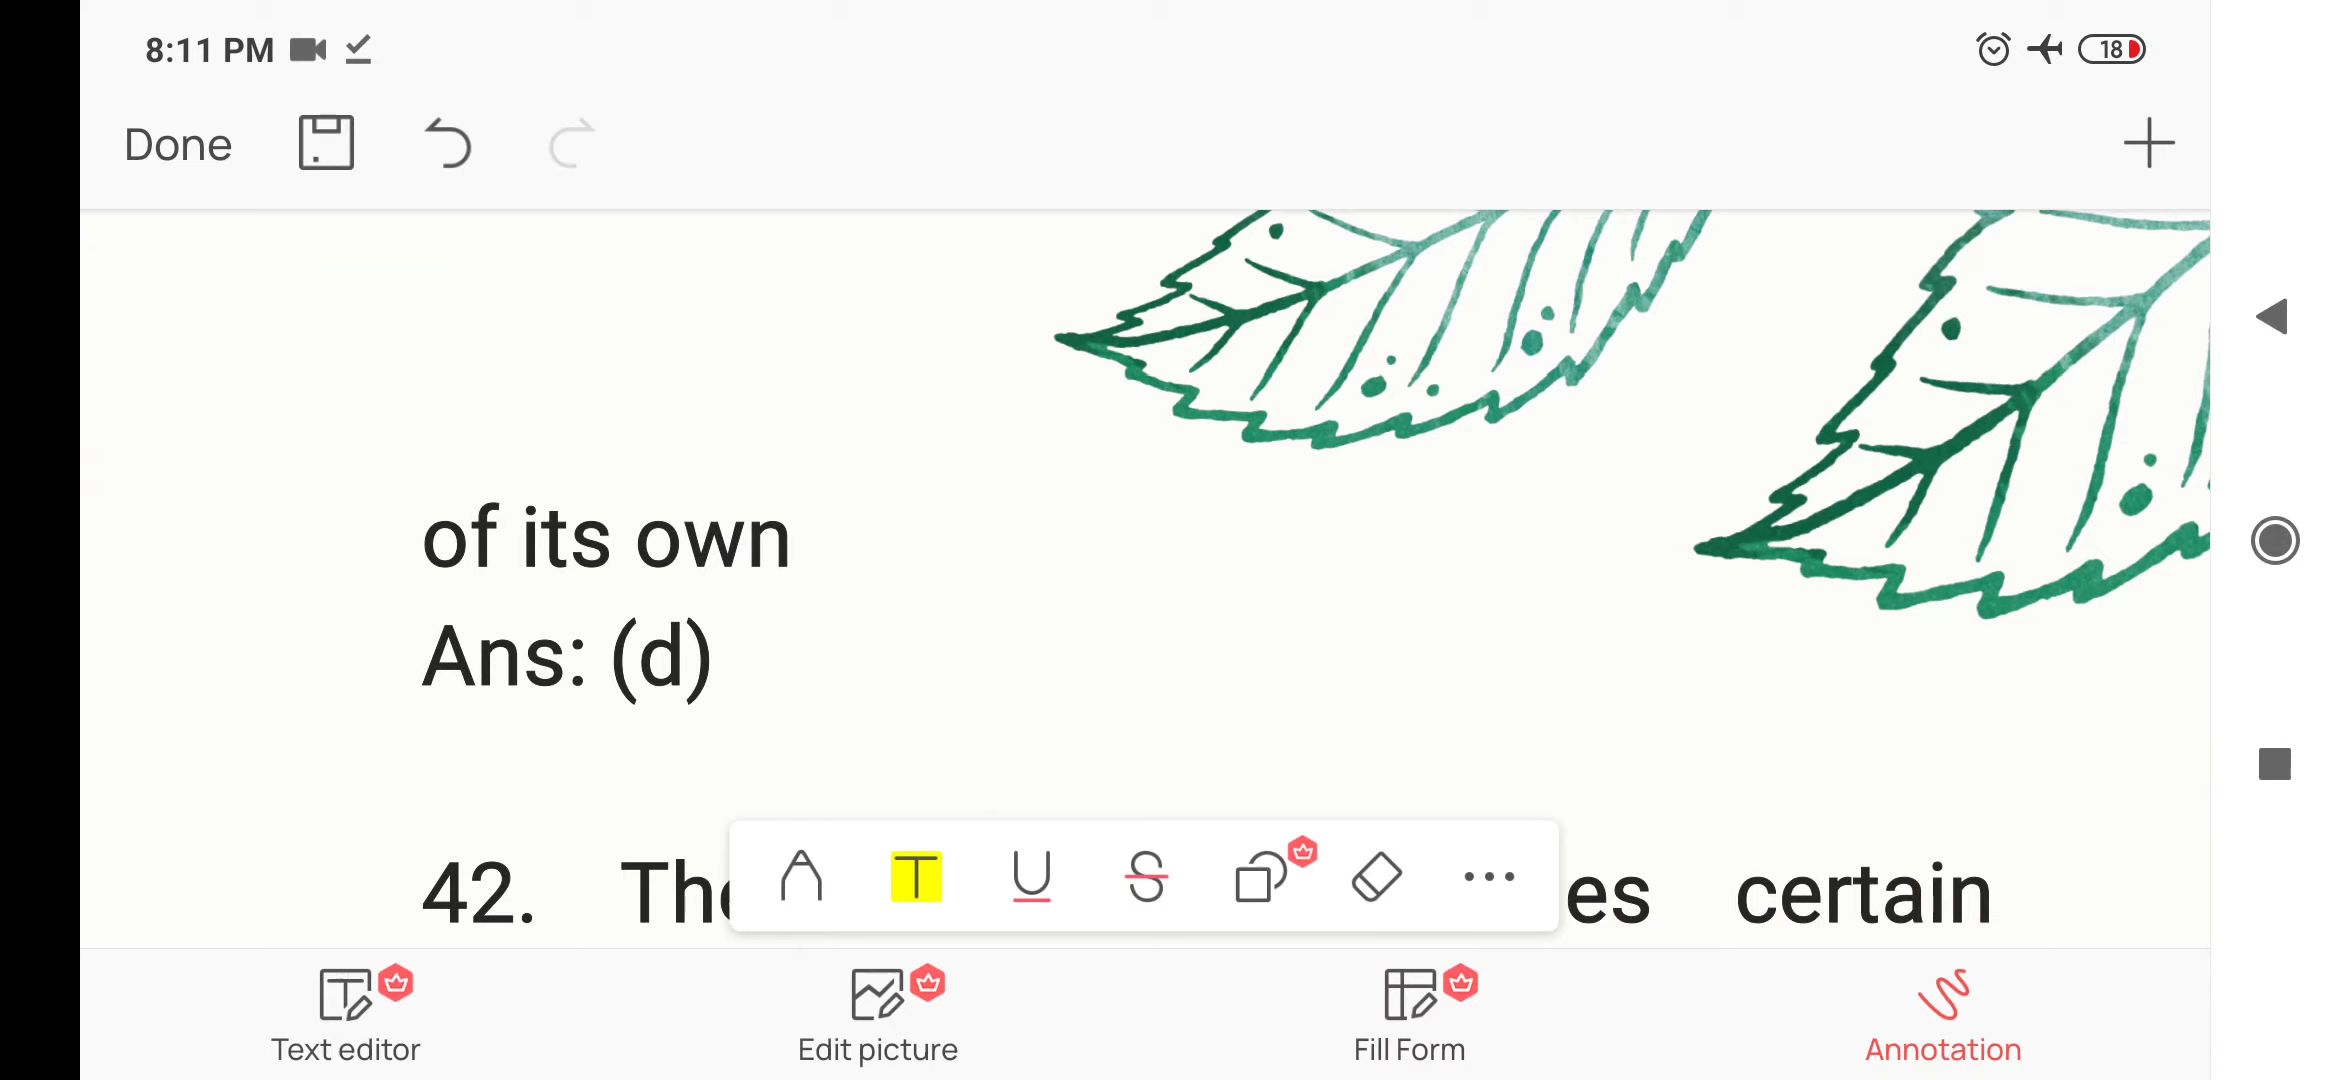 8:11 PM
18
Done
of its own
Ans: (d)
42. es certain
Text editor
Edit picture
Fill Form
Annotation